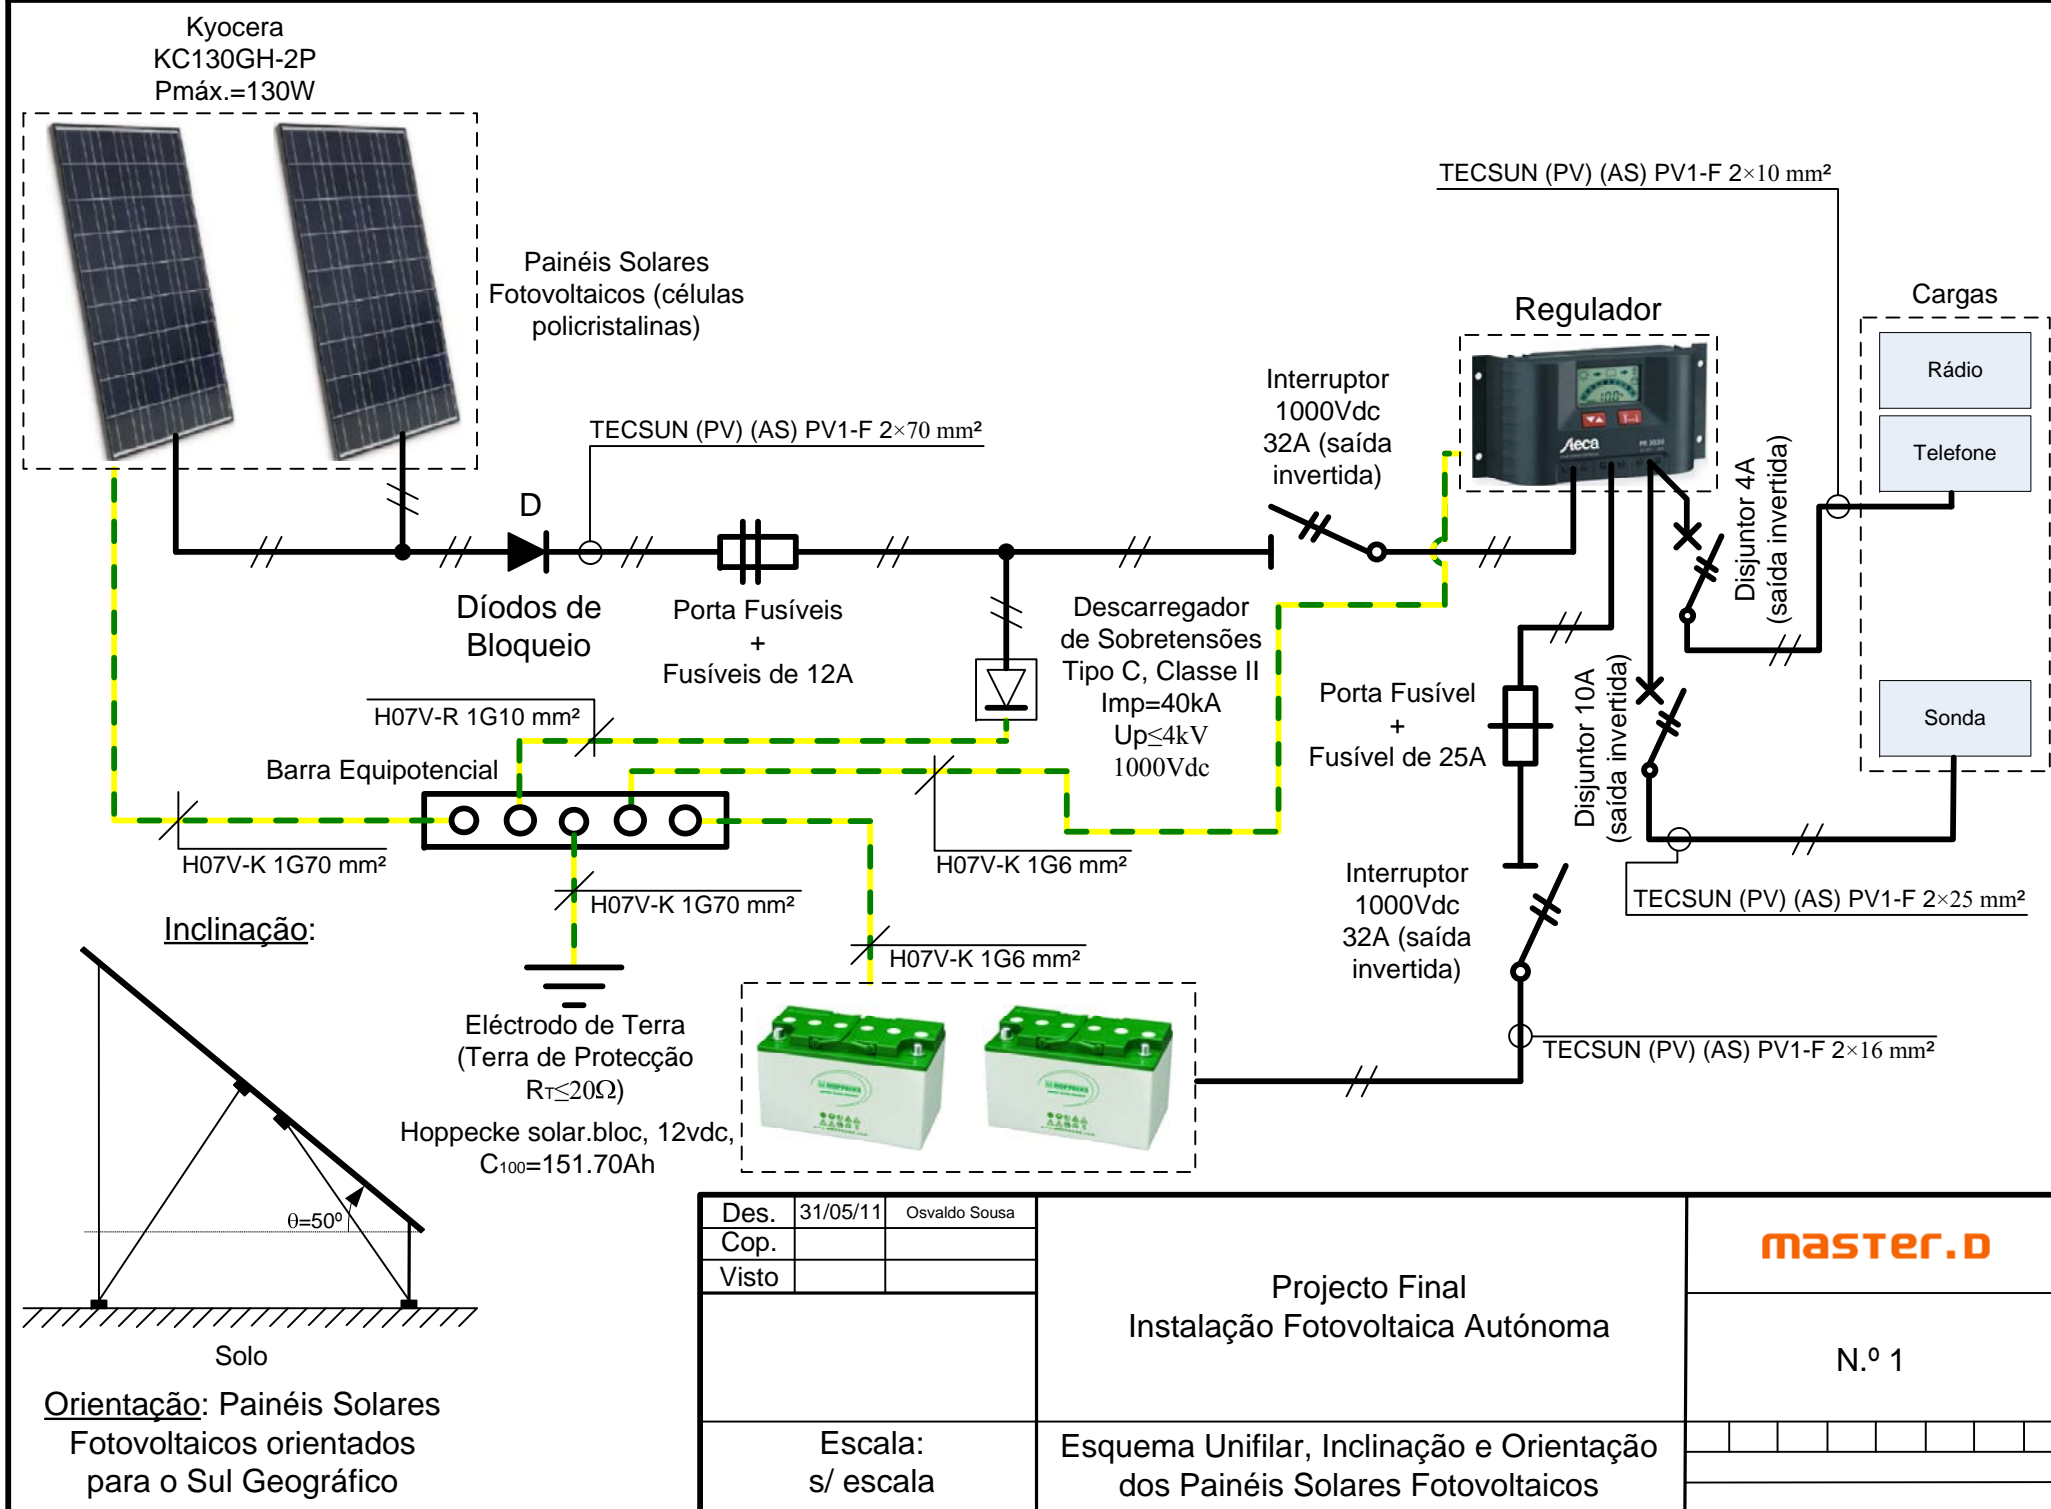 Kyocera
KC130GH-2P
Pmáx.=130W
Painéis Solares
Fotovoltaicos (células
policristalinas)
TECSUN (PV) (AS) PV1-F 2×70 mm²
D
Díodos de
Bloqueio
Porta Fusíveis
+
Fusíveis de 12A
Descarregador
de Sobretensões
Tipo C, Classe II
Imp=40kA
Up≤4kV
1000Vdc
Interruptor
1000Vdc
32A (saída
invertida)
Regulador
Steca
TECSUN (PV) (AS) PV1-F 2×10 mm²
Cargas
Rádio
Telefone
Sonda
Disjuntor 4A
(saída invertida)
Disjuntor 10A
(saída invertida)
Porta Fusível
+
Fusível de 25A
Interruptor
1000Vdc
32A (saída
invertida)
TECSUN (PV) (AS) PV1-F 2×25 mm²
TECSUN (PV) (AS) PV1-F 2×16 mm²
H07V-R 1G10 mm²
Barra Equipotencial
H07V-K 1G70 mm²
H07V-K 1G70 mm²
H07V-K 1G6 mm²
H07V-K 1G6 mm²
Eléctrodo de Terra
(Terra de Protecção
RT≤20Ω)
Hoppecke solar.bloc, 12vdc,
C100=151.70Ah
HOPPECKE
HOPPECKE
Inclinação:
θ=50º
Solo
Orientação: Painéis Solares
Fotovoltaicos orientados
para o Sul Geográfico
Des. 31/05/11 Osvaldo Sousa
Cop.
Visto
Escala:
s/ escala
Projecto Final
Instalação Fotovoltaica Autónoma
Esquema Unifilar, Inclinação e Orientação
dos Painéis Solares Fotovoltaicos
master.D
N.º 1